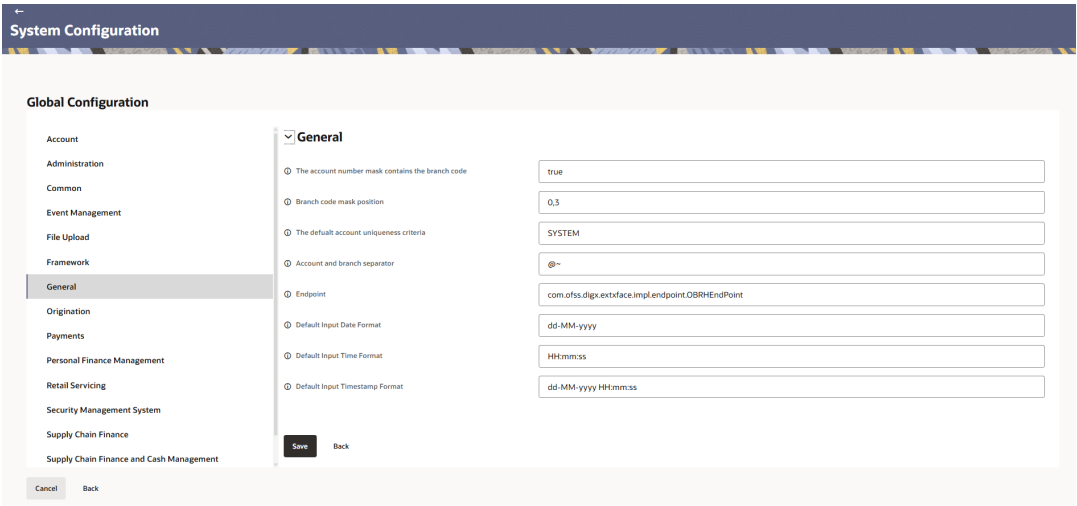 System Configuration
Global Configuration
Account
Administration
Common
Event Management
File Upload
Framework
General
Origination
Payments
Personal Finance Management
Retail Servicing
Security Management System
Supply Chain Finance
Supply Chain Finance and Cash Management
General
The account number mask contains the branch code
true
Branch code mask position
0,3
The defualt account uniqueness criteria
SYSTEM
Account and branch separator
@~
Endpoint
com.ofss.digx.extxface.impl.endpoint.OBRHEndPoint
Default Input Date Format
dd-MM-yyyy
Default Input Time Format
HH:mm:ss
Default Input Timestamp Format
dd-MM-yyyy HH:mm:ss
Save Back
Cancel Back